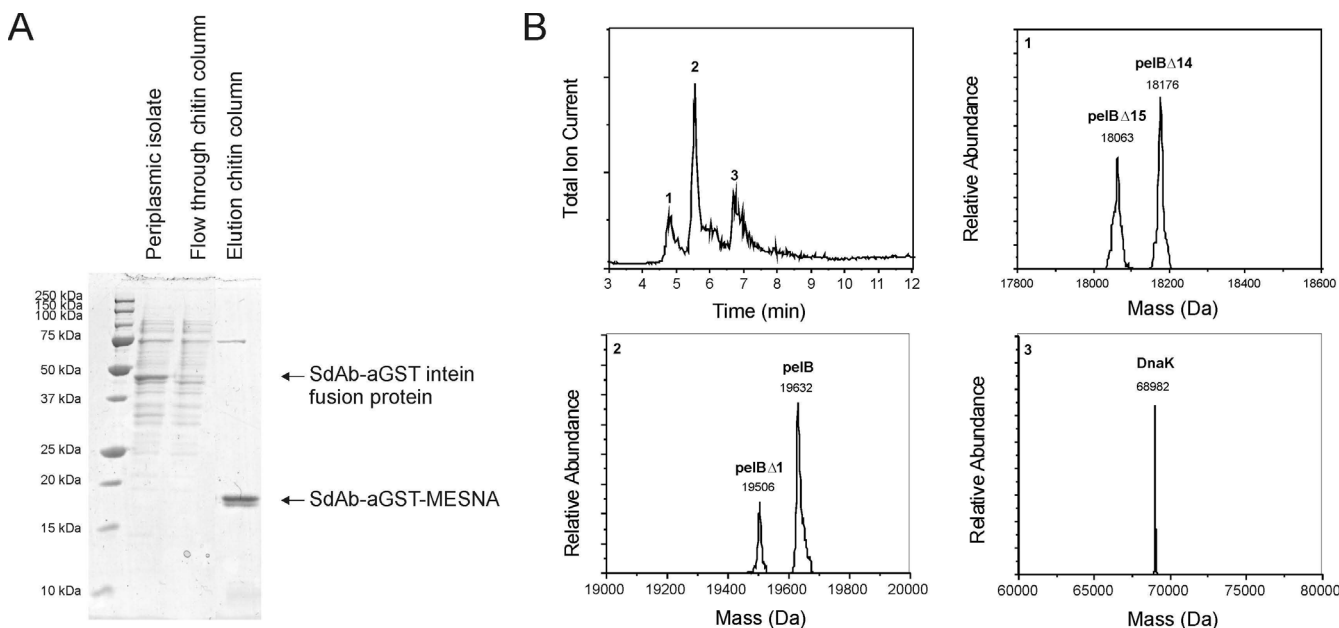 A
Periplasmic isolate
Flow through chitin column
Elution chitin column
250 kDa
150 kDa
100 kDa
75 kDa
50 kDa
37 kDa
25 kDa
20 kDa
15 kDa
10 kDa
← SdAb-aGST intein
fusion protein
← SdAb-aGST-MESNA
B
Total Ion Current
1
2
3
3 4 5 6 7 8 9 10 11 12
Time (min)
1
Relative Abundance
pelBΔ15
18063
pelBΔ14
18176
17800 18000 18200 18400 18600
Mass (Da)
2
Relative Abundance
pelBΔ1
19506
pelB
19632
19000 19200 19400 19600 19800 20000
Mass (Da)
3
Relative Abundance
DnaK
68982
60000 65000 70000 75000 80000
Mass (Da)